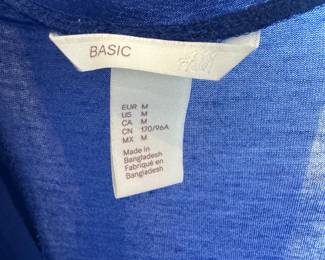 BASIC
H&M
EUR M
US M
CA M
CN 170/96A
MX M
Made in
Bangladesh
Fabriqué en
Bangladesh